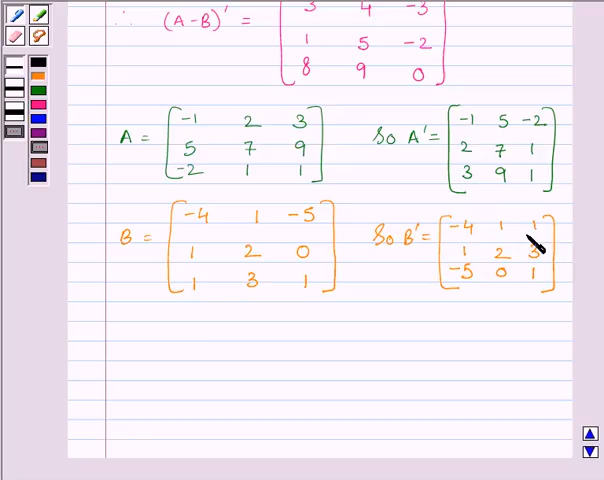 3 4 -3
∴ (A-B)' = 1 5 -2
8 9 0
-1 2 3 -1 5 -2
A = 5 7 9 So A' = 2 7 1
-2 1 1 3 9 1
-4 1 -5 -4 1 1
B = 1 2 0 So B' = 1 2 3
1 3 1 -5 0 1